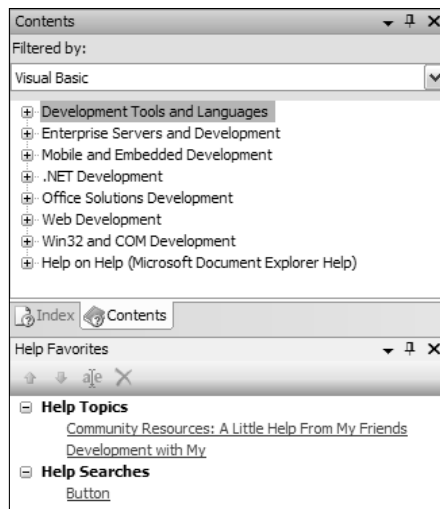 Contents
Filtered by:
Visual Basic
Development Tools and Languages
Enterprise Servers and Development
Mobile and Embedded Development
.NET Development
Office Solutions Development
Web Development
Win32 and COM Development
Help on Help (Microsoft Document Explorer Help)
Index Contents
Help Favorites
Help Topics
Community Resources: A Little Help From My Friends
Development with My
Help Searches
Button